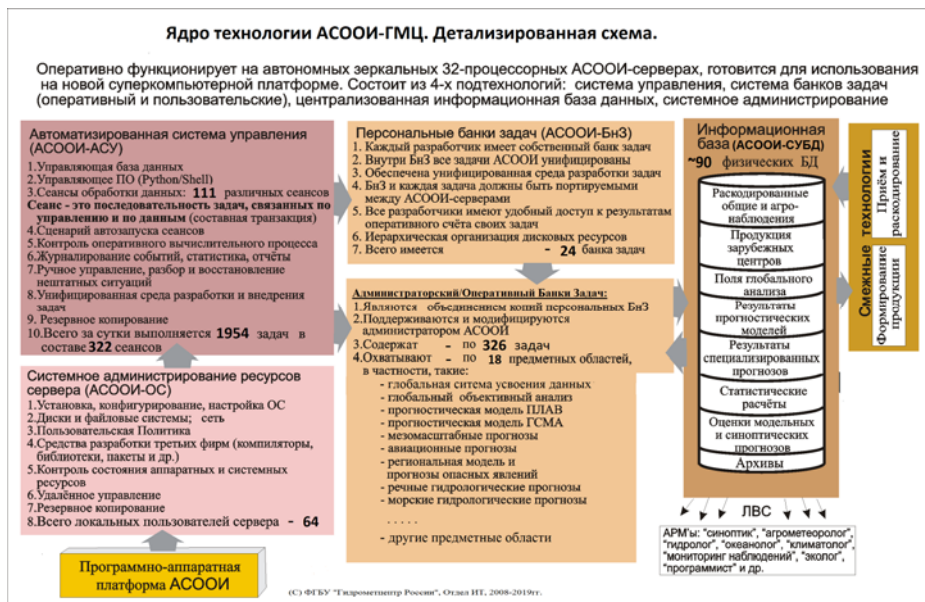 Ядро технологии АСООИ-ГМЦ. Детализированная схема.
Оперативно функционирует на автономных зеркальных 32-процессорных АСООИ-серверах, готовится для использования
на новой суперкомпьютерной платформе. Состоит из 4-х подтехнологий: система управления, система банков задач
(оперативный и пользовательские), централизованная информационная база данных, системное администрирование
Автоматизированная система управления
(АСООИ-АСУ)
1.Управляющая база данных
2.Управляющее ПО (Python/Shell)
3.Сеансы обработки данных: 111 различных сеансов
Сеанс - это последовательность задач, связанных по
управлению и по данным (составная транзакция)
4.Сценарий автозапуска сеансов
5.Контроль оперативного вычислительного процесса
6.Журналирование событий, статистика, отчёты
7.Ручное управление, разбор и восстановление
нештатных ситуаций
8.Унифицированная среда разработки и внедрения
задач
9. Резервное копирование
10.Всего за сутки выполняется 1954 задач в
составе 322 сеансов
Системное администрирование ресурсов
сервера (АСООИ-ОС)
1.Установка, конфигурирование, настройка ОС
2.Диски и файловые системы; сеть
3.Пользовательская Политика
4.Средства разработки третьих фирм (компиляторы,
библиотеки, пакеты и др.)
5.Контроль состояния аппаратных и системных
ресурсов
6.Удалённое управление
7.Резервное копирование
8.Всего локальных пользователей сервера - 64
Программно-аппаратная
платформа АСООИ
Персональные банки задач (АСООИ-БнЗ)
1. Каждый разработчик имеет собственный банк задач
2. Внутри БнЗ все задачи АСООИ унифицированы
3. Обеспечена унифицированная среда разработки задач
4. БнЗ и каждая задача должны быть портируемыми
между АСООИ-серверами
5. Все разработчики имеют удобный доступ к результатам
оперативного счёта своих задач
6. Иерархическая организация дисковых ресурсов
7. Всего имеется - 24 банка задач
Администраторский/Оперативный Банки Задач:
1.Являются объединением копий персональных БнЗ
2.Поддерживаются и модифицируются
администратором АСООИ
3.Содержат - по 326 задач
4.Охватывают - по 18 предметных областей,
в частности, такие:
- глобальная ситема усвоения данных
- глобальный объективный анализ
- прогностическая модель ПЛАВ
- прогностическая модель ГСМА
- мезомасштабные прогнозы
- авиационные прогнозы
- региональная модель и
прогнозы опасных явлений
- речные гидрологические прогнозы
- морские гидрологические прогнозы
. . . . .
- другие предметные области
Информационная
база (АСООИ-СУБД)
~90 физических БД
Раскодированные
общие и агро-
наблюдения
Продукция
зарубежных
центров
Поля глобального
анализа
Результаты
прогностических
моделей
Результаты
специализированных
прогнозов
Статистические
расчёты
Оценки модельных
и синоптических
прогнозов
Архивы
Смежные технологии
Приём и
раскодирование
Формирование
продукции
ЛВС
АРМ'ы: "синоптик", "агрометеоролог",
"гидролог", "океанолог", "климатолог",
"мониторинг наблюдений", "эколог",
"программист" и др.
(С) ФГБУ "Гидрометцентр России", Отдел ИТ, 2008-2019гг.